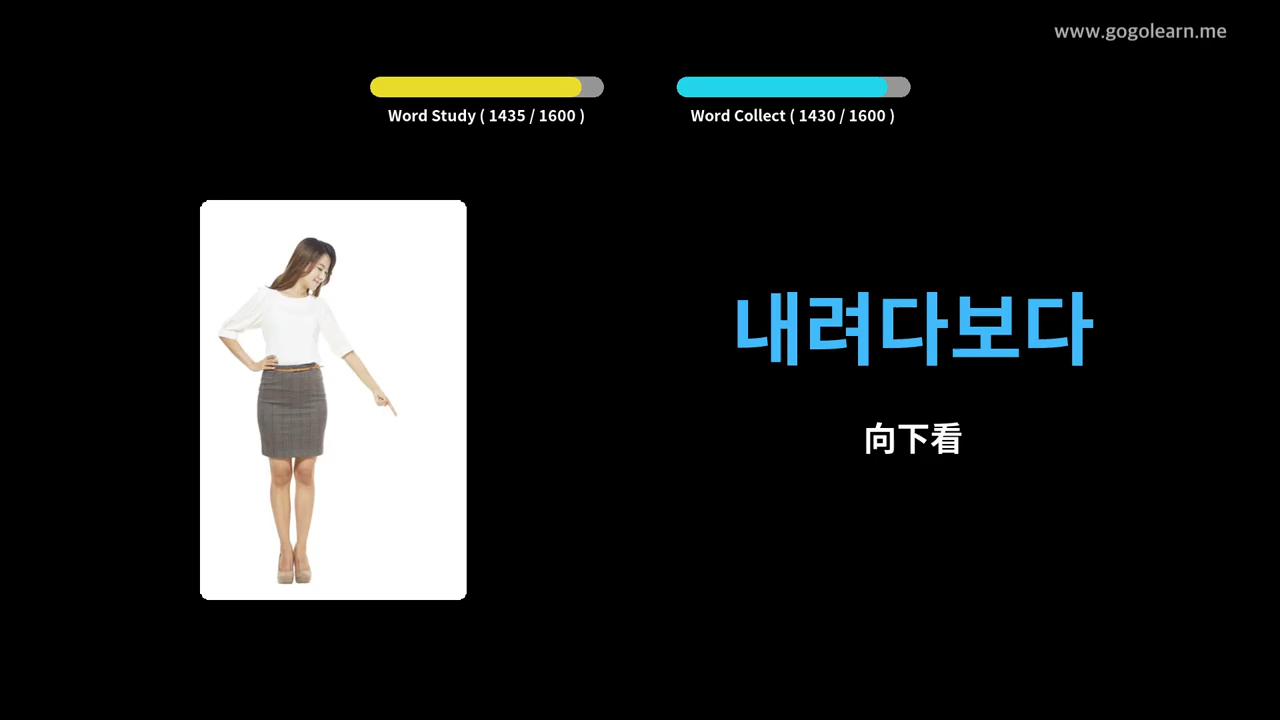 www.gogolearn.me
Word Study ( 1435 / 1600 )
Word Collect ( 1430 / 1600 )
내려다보다
向下看